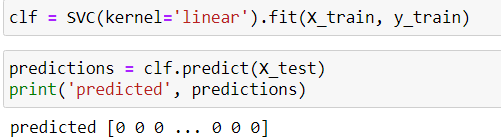 clf = SVC(kernel='linear').fit(X_train, y_train)
predictions = clf.predict(X_test)
print('predicted', predictions)
predicted [0 0 0 ... 0 0 0]